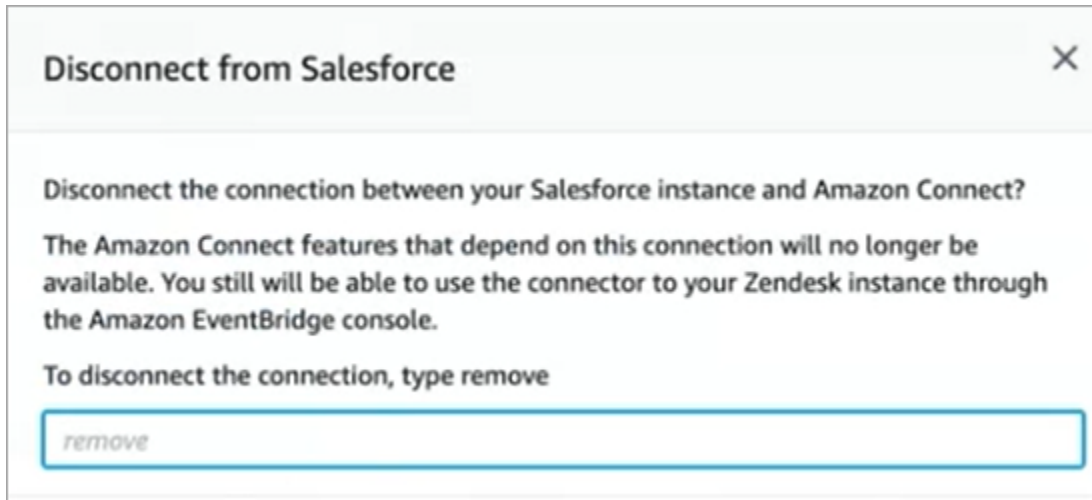 Disconnect from Salesforce
Disconnect the connection between your Salesforce instance and Amazon Connect?
The Amazon Connect features that depend on this connection will no longer be
available. You still will be able to use the connector to your Zendesk instance through
the Amazon EventBridge console.
To disconnect the connection, type remove
remove